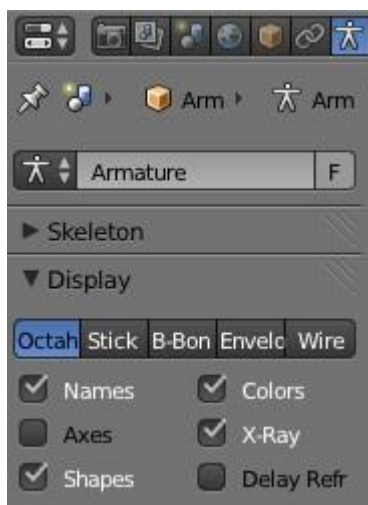 Arm Arm
Armature F
Skeleton
Display
Octah Stick B-Bon Envelc Wire
Names Colors
Axes X-Ray
Shapes Delay Refr